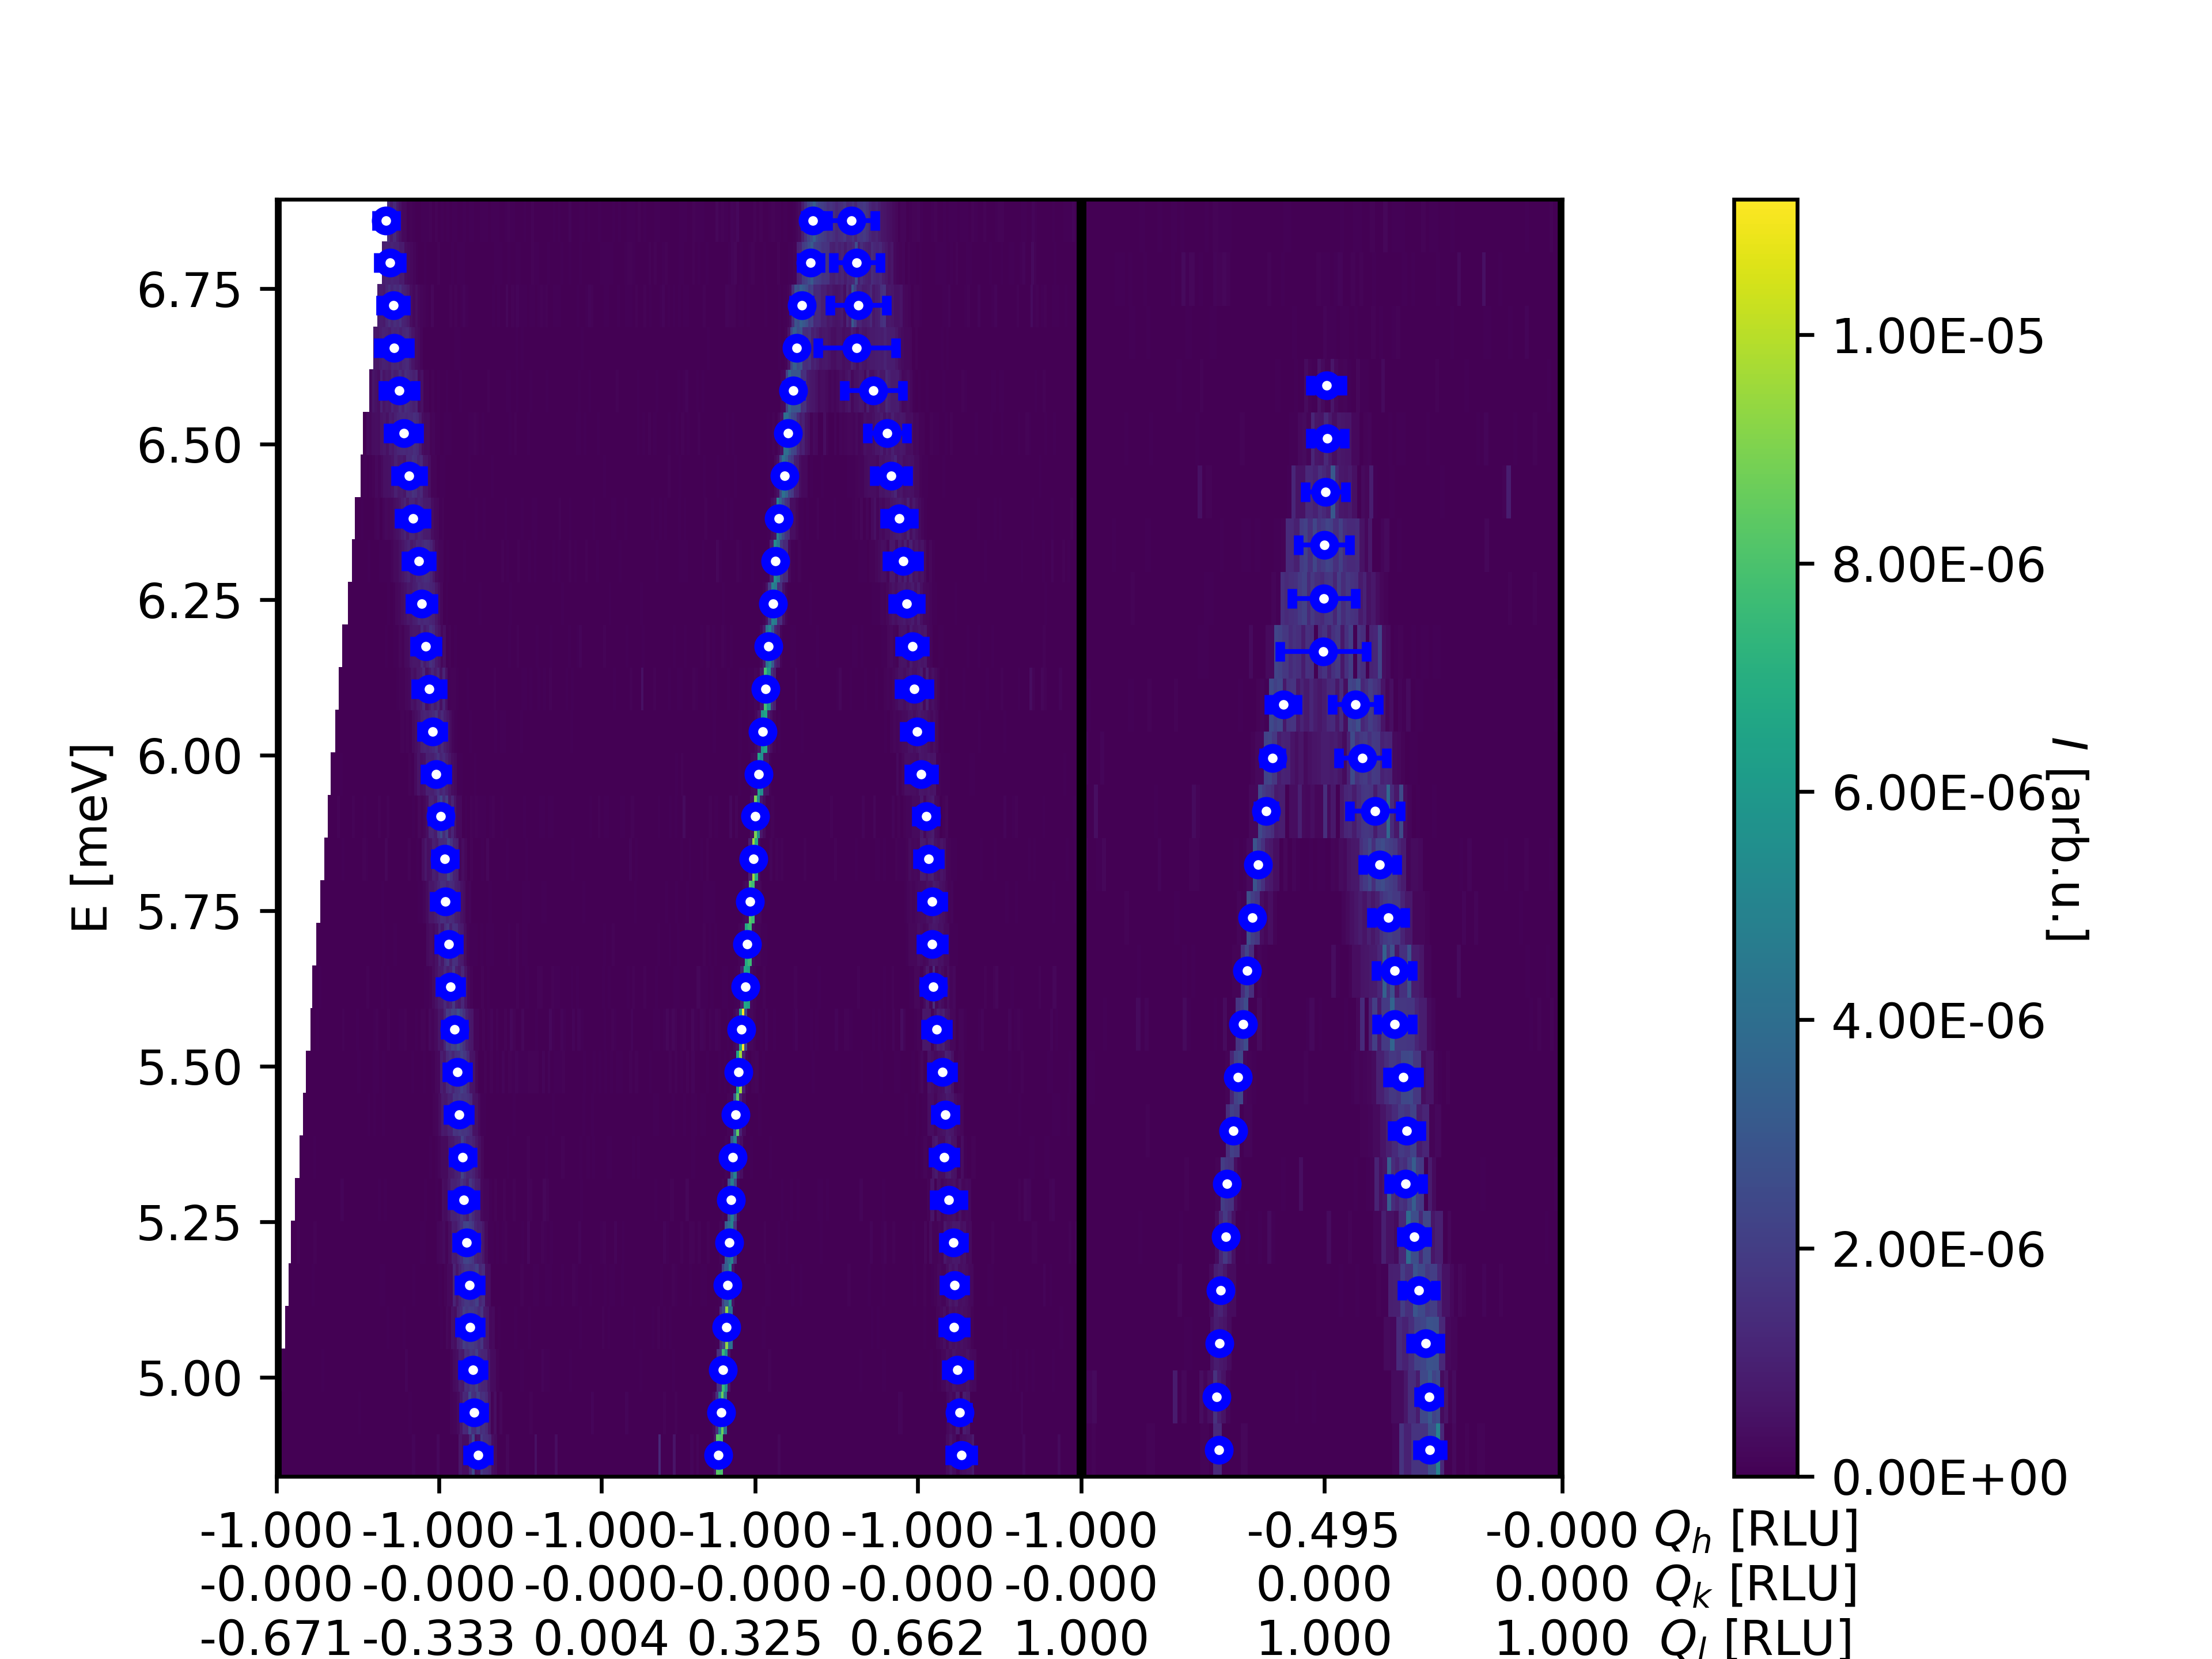 6.75
6.50
6.25
6.00
5.75
5.50
5.25
5.00
E [meV]
-1.000 -1.000 -1.000 -1.000 -1.000 -1.000 -0.495 -0.000 Qh [RLU]
-0.000 -0.000 -0.000 -0.000 -0.000 -0.000 0.000 0.000 Qk [RLU]
-0.671 -0.333 0.004 0.325 0.662 1.000 1.000 1.000 Ql [RLU]
1.00E-05
8.00E-06
6.00E-06
4.00E-06
2.00E-06
0.00E+00
I [arb.u.]